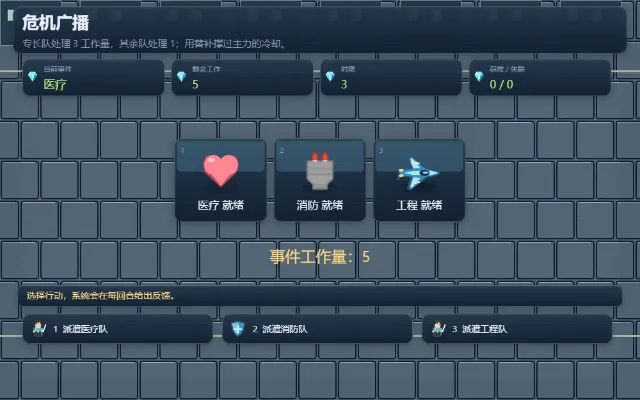 危机广播
专长队处理 3 工作量，其余队处理 1；用替补撑过主力的冷却。
当前事件
医疗
剩余工作
5
时限
3
获救 / 失联
0 / 0
1
医疗 就绪
2
消防 就绪
3
工程 就绪
事件工作量：5
选择行动，系统会在每回合给出反馈。
1 派遣医疗队
2 派遣消防队
3 派遣工程队